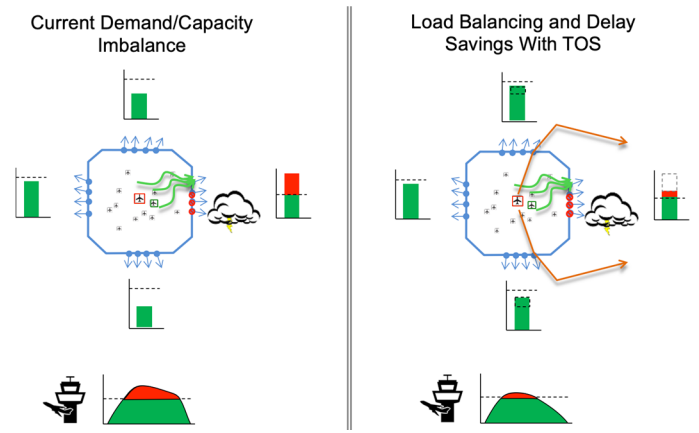 Current Demand/Capacity
Imbalance
Load Balancing and Delay
Savings With TOS